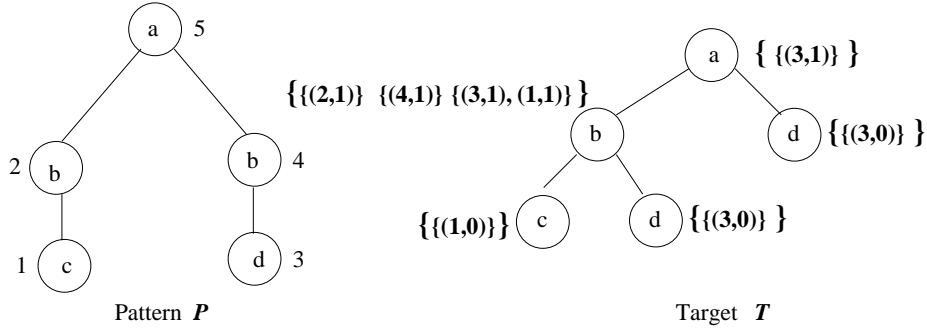 a 5
a { {(3,1)} }
{ {(2,1)} {(4,1)} {(3,1), (1,1)} }
b
d { {(3,0)} }
2 b
b 4
{ {(1,0)} } c
d { {(3,0)} }
1 c
d 3
Pattern P
Target T